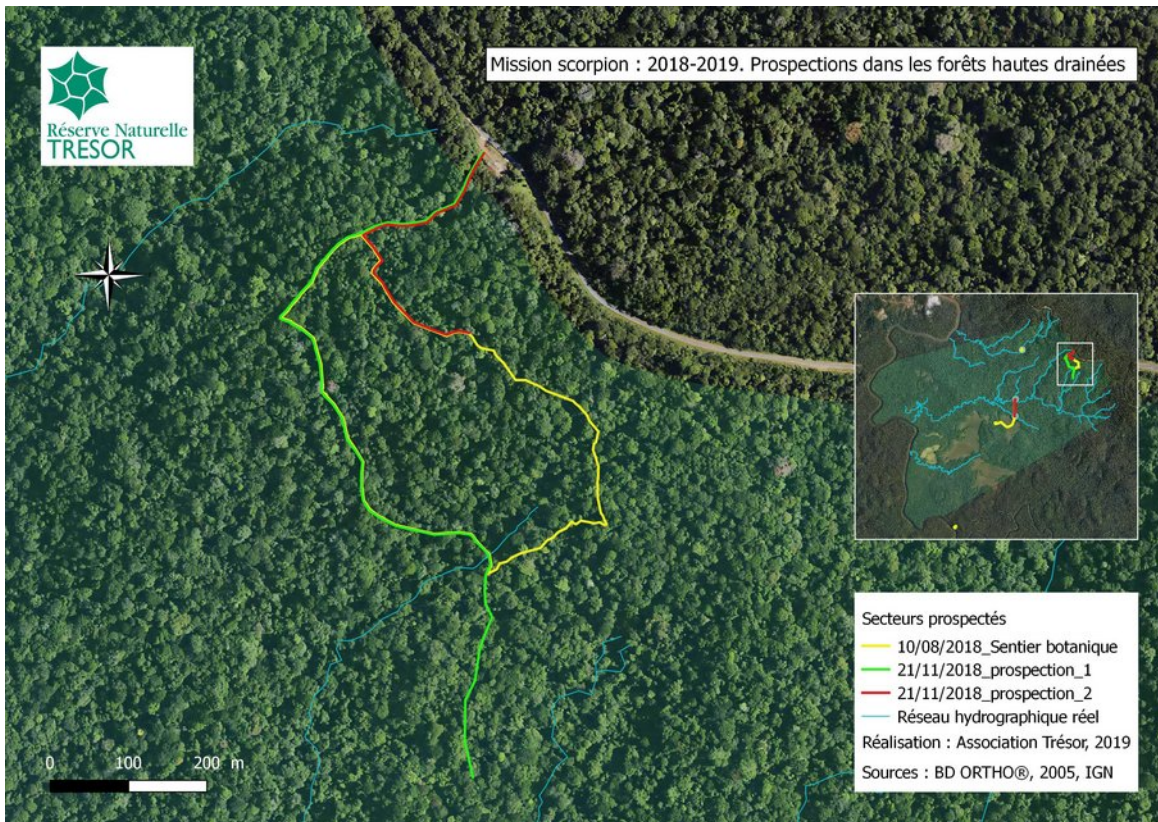 Mission scorpion : 2018-2019. Prospections dans les forêts hautes drainées
Réserve Naturelle
TRESOR
Secteurs prospectés
10/08/2018_Sentier botanique
21/11/2018_prospection_1
21/11/2018_prospection_2
Réseau hydrographique réel
Réalisation : Association Trésor, 2019
Sources : BD ORTHO®, 2005, IGN
0 100 200 m